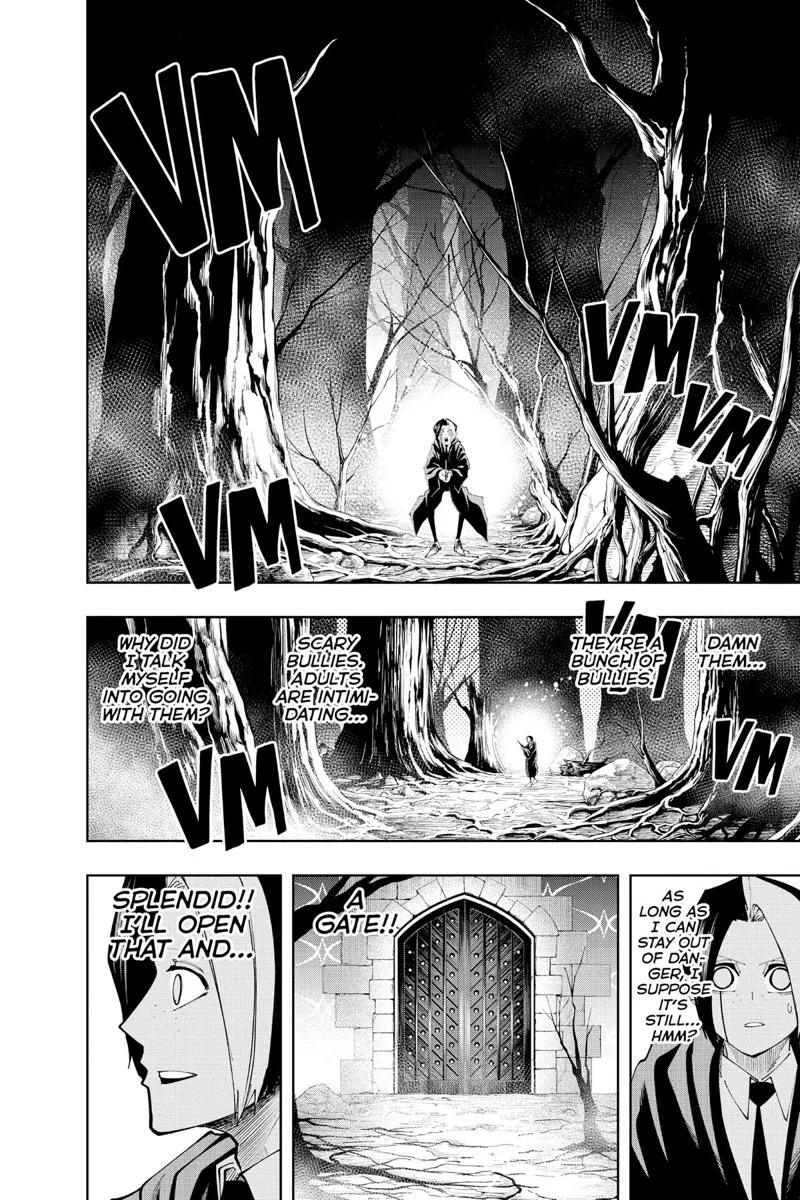 VM
VM
VM
VM
DAMN
THEM...
THEY'RE A
BUNCH OF
BULLIES.
VM
VM
SCARY
BULLIES.
ADULTS
ARE INTIMI-
DATING...
WHY DID
I TALK
MYSELF
INTO GOING
WITH THEM?
VM
AS
LONG AS
I CAN
STAY OUT
OF DAN-
GER, I
SUPPOSE
IT'S
STILL...
HMM?
A
GATE!!
SPLENDID!!
I'LL OPEN
THAT AND...